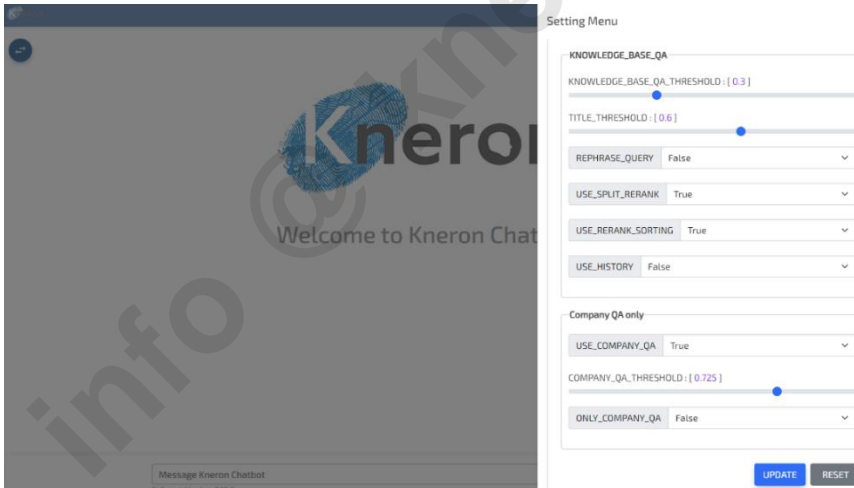 Setting Menu
KNOWLEDGE_BASE_QA
KNOWLEDGE_BASE_QA_THRESHOLD : [ 0.3 ]
TITLE_THRESHOLD : [ 0.6 ]
REPHRASE_QUERY False
USE_SPLIT_RERANK True
USE_RERANK_SORTING True
USE_HISTORY False
Company QA only
USE_COMPANY_QA True
COMPANY_QA_THRESHOLD : [ 0.725 ]
ONLY_COMPANY_QA False
UPDATE RESET
Kneron
Welcome to Kneron Chat
Message Kneron Chatbot
info @ kne